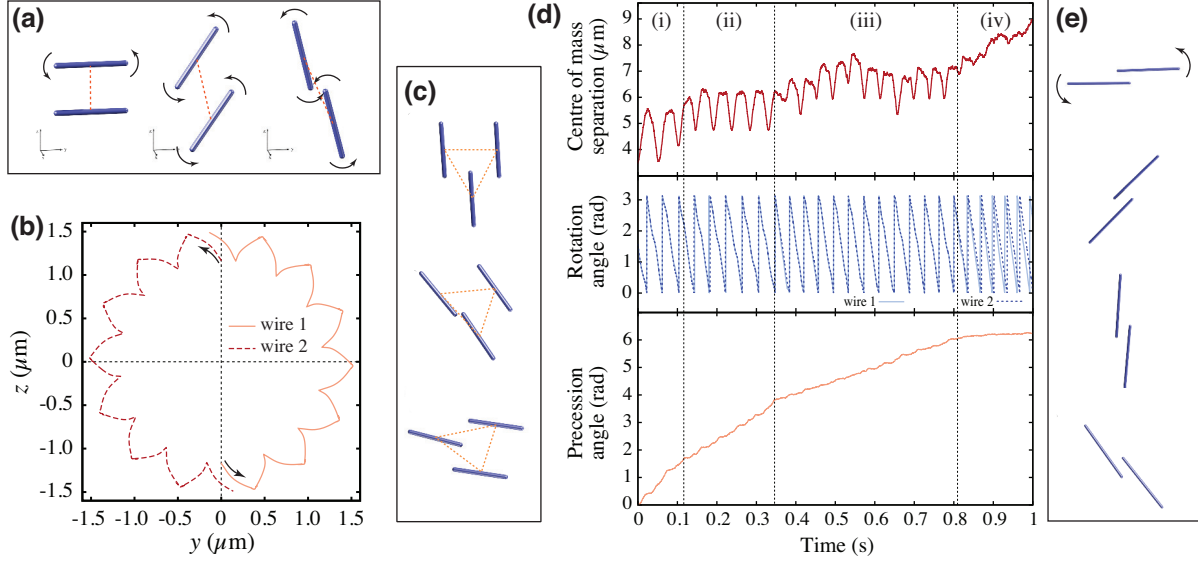 (a)
(b)
1.5
1.0
0.5
0
-0.5
-1.0
-1.5
z (µm)
wire 1
wire 2
-1.5 -1.0 -0.5 0 0.5 1.0 1.5
y (µm)
(c)
(d)
(i) (ii) (iii) (iv)
9
8
7
6
5
4
3
Centre of mass
separation (µm)
3
2
1
0
Rotation
angle (rad)
wire 1 wire 2
6
5
4
3
2
1
0
Precession
angle (rad)
0 0.1 0.2 0.3 0.4 0.5 0.6 0.7 0.8 0.9 1
Time (s)
(e)